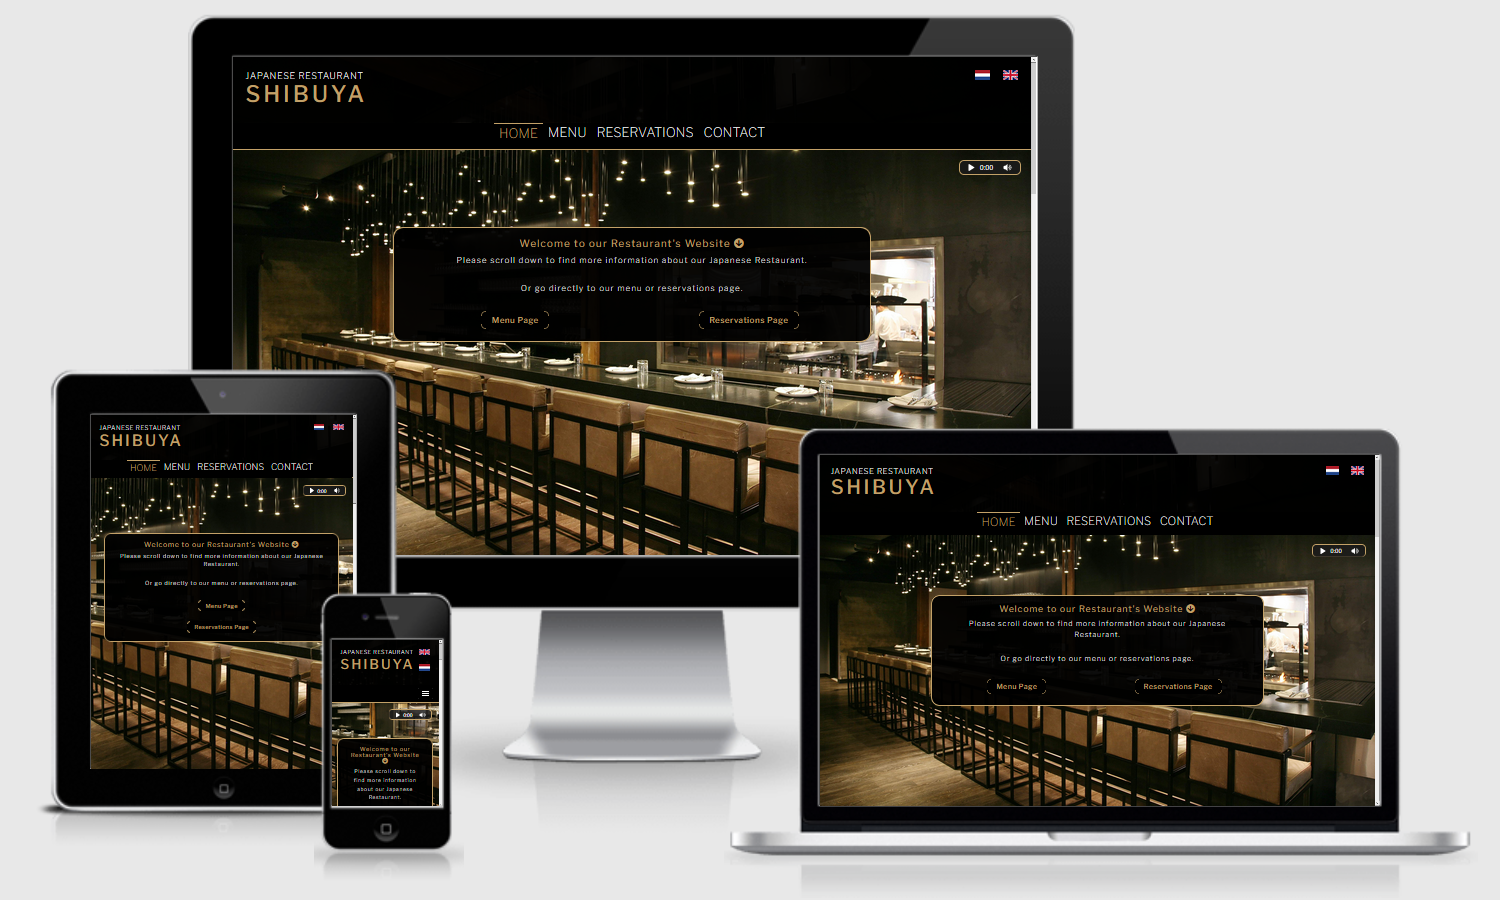 JAPANESE RESTAURANT
SHIBUYA
HOME MENU RESERVATIONS CONTACT
0:00
Welcome to our Restaurant's Website
Please scroll down to find more information about our Japanese Restaurant.
Or go directly to our menu or reservations page.
Menu Page Reservations Page
JAPANESE RESTAURANT
SHIBUYA
HOME MENU RESERVATIONS CONTACT
0:00
Welcome to our Restaurant's Website
Please scroll down to find more information about our Japanese
Restaurant.
Or go directly to our menu or reservations page.
Menu Page
Reservations Page
JAPANESE RESTAURANT
SHIBUYA
0:00
Welcome to our
Restaurant's Website
Please scroll down to
find more information
about our Japanese
Restaurant.
JAPANESE RESTAURANT
SHIBUYA
HOME MENU RESERVATIONS CONTACT
0:00
Welcome to our Restaurant's Website
Please scroll down to find more information about our Japanese
Restaurant.
Or go directly to our menu or reservations page.
Menu Page Reservations Page